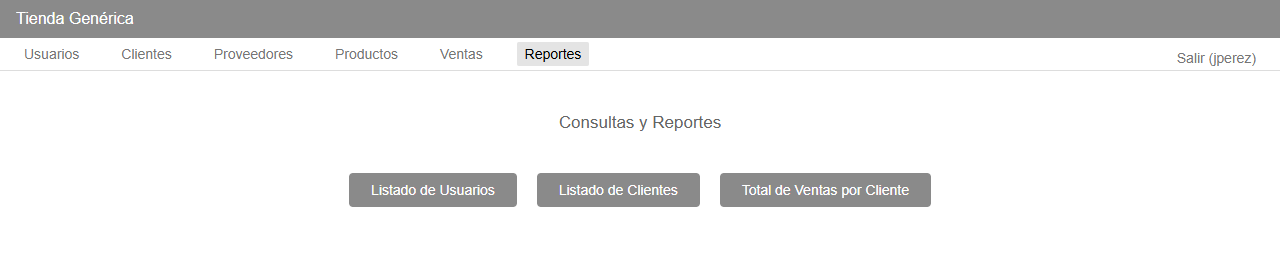 Tienda Genérica
Usuarios Clientes Proveedores Productos Ventas Reportes Salir (jperez)
Consultas y Reportes
Listado de Usuarios Listado de Clientes Total de Ventas por Cliente